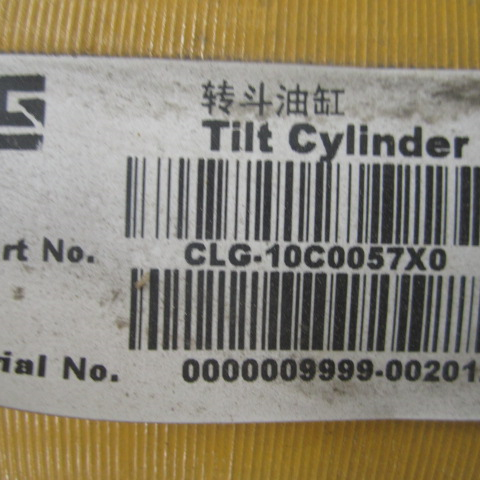 G
转斗油缸
Tilt Cylinder
rt No. CLG-10C0057X0
rial No. 0000009999-00201